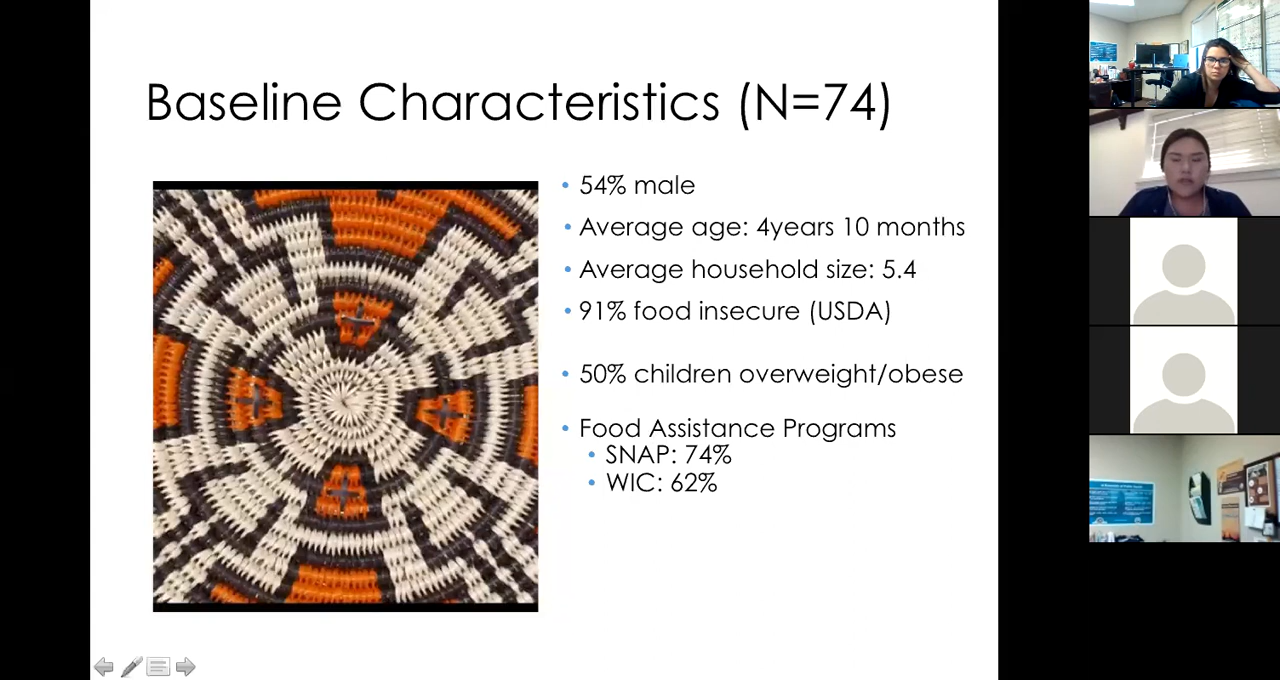 Baseline Characteristics (N=74)
• 54% male
• Average age: 4years 10 months
• Average household size: 5.4
• 91% food insecure (USDA)
• 50% children overweight/obese
• Food Assistance Programs
• SNAP: 74%
• WIC: 62%